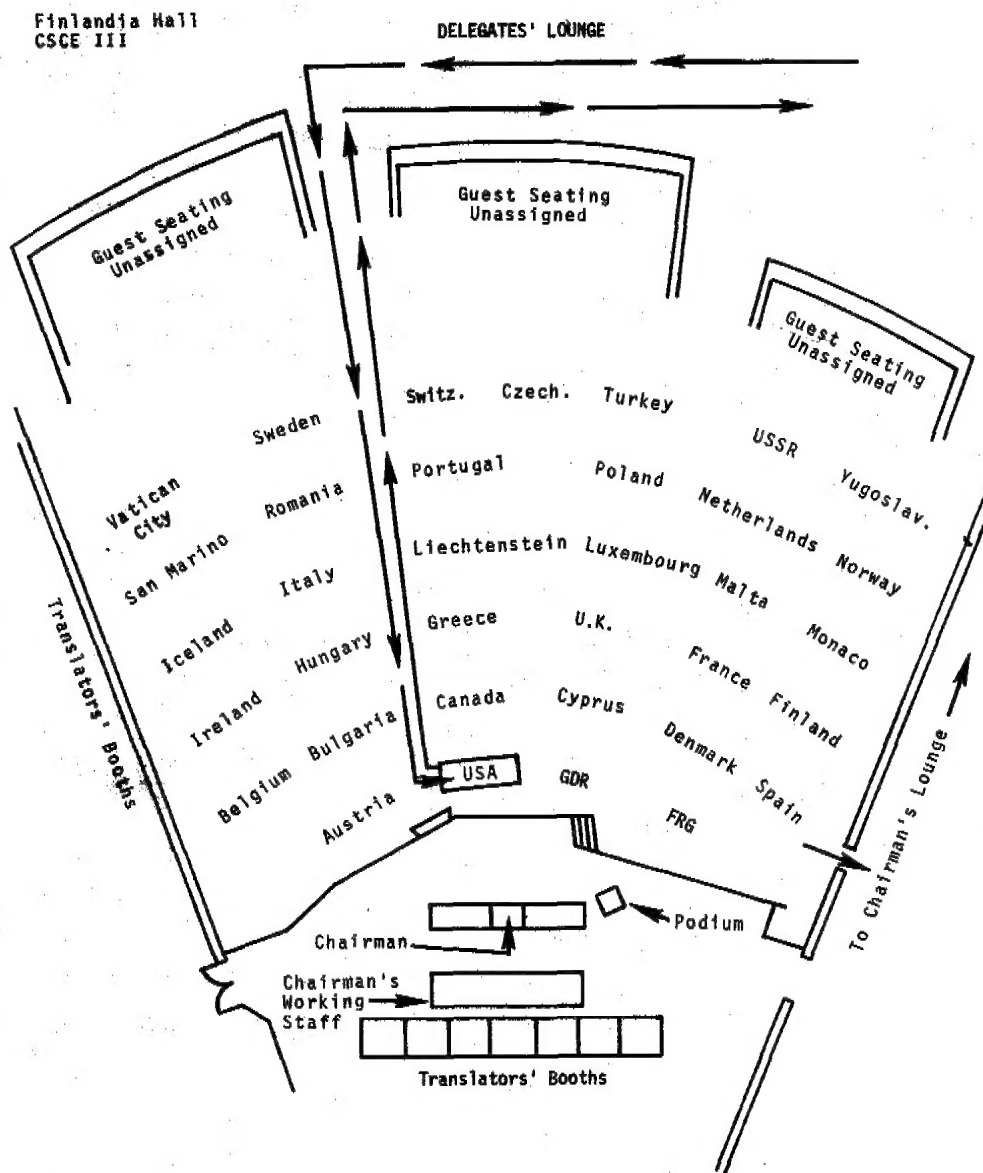 Finlandia Hall
CSCE III
DELEGATES' LOUNGE
Guest Seating
Unassigned
Guest Seating
Unassigned
Guest Seating
Unassigned
Switz. Czech. Turkey
Sweden
USSR
Yugoslav.
Vatican
City
Romania
Portugal
Poland
Netherlands
Norway
San Marino
Italy
Liechtenstein
Luxembourg
Malta
Monaco
Iceland
Hungary
Greece
U.K.
France
Finland
Ireland
Bulgaria
Canada
Cyprus
Denmark
Spain
Belgium
Austria
USA
GDR
FRG
Translators' Booths
To Chairman's Lounge
Podium
Chairman
Chairman's
Working
Staff
Translators' Booths